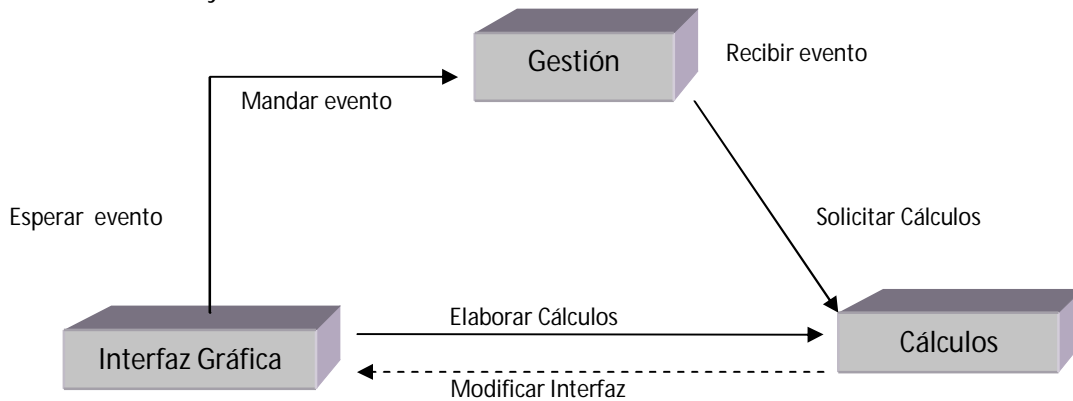 Gestión
Recibir evento
Mandar evento
Esperar evento
Solicitar Cálculos
Elaborar Cálculos
Interfaz Gráfica
Cálculos
Modificar Interfaz